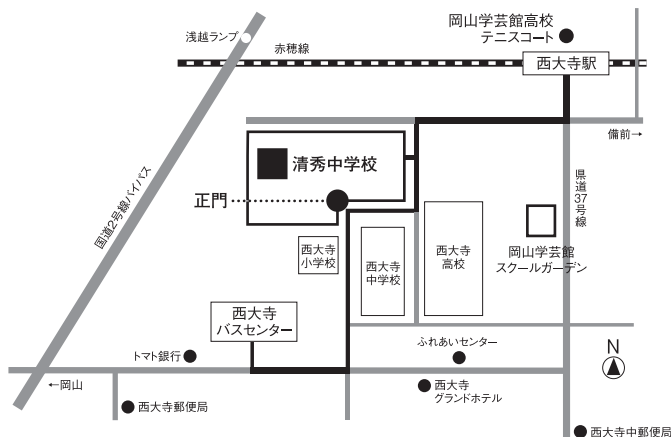 岡山学芸館高校
テニスコート
浅越ランプ
赤穂線
西大寺駅
備前→
清秀中学校
県道37号線
正門
国道2号線バイパス
西大寺
小学校
西大寺
中学校
西大寺
高校
岡山学芸館
スクールガーデン
西大寺
バスセンター
トマト銀行
ふれあいセンター
N
←岡山
西大寺
グランドホテル
西大寺郵便局
西大寺中郵便局